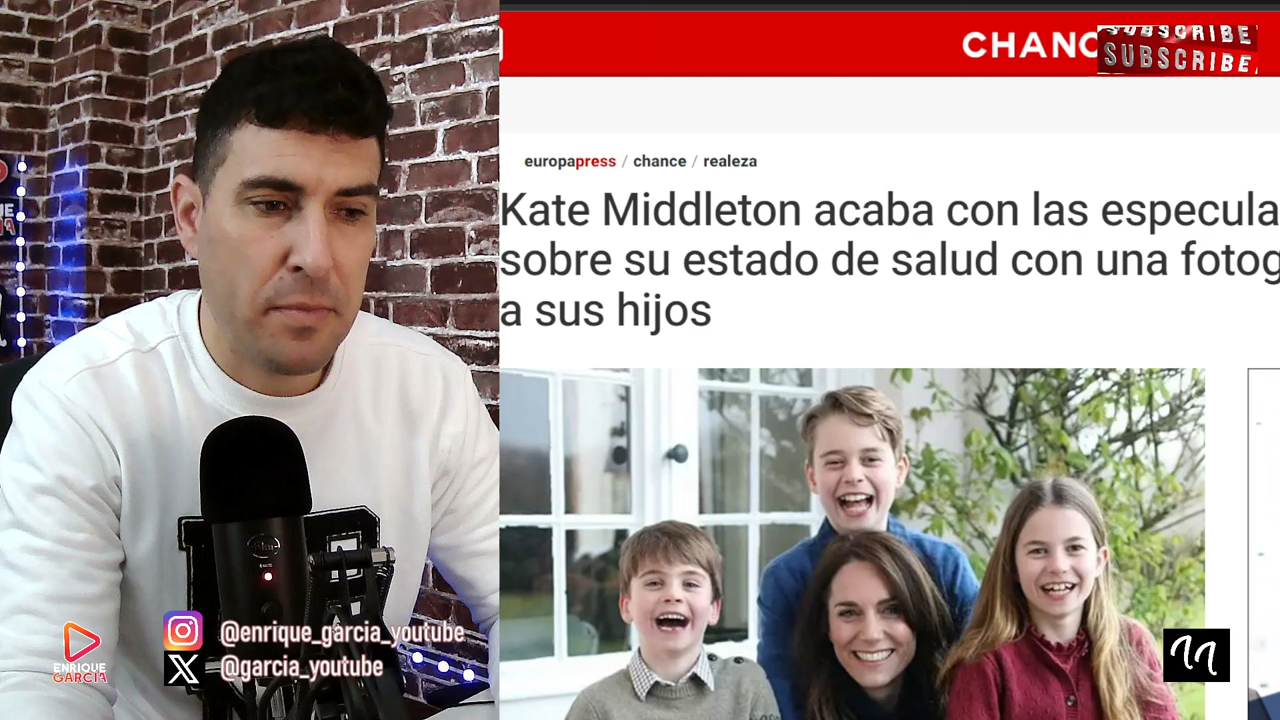 CHANC
SUBSCRIBE
SUBSCRIBE
europapress / chance / realeza
Kate Middleton acaba con las especula
sobre su estado de salud con una fotog
a sus hijos
@enrique_garcia_youtube
@garcia_youtube
ENRIQUE
GARCIA